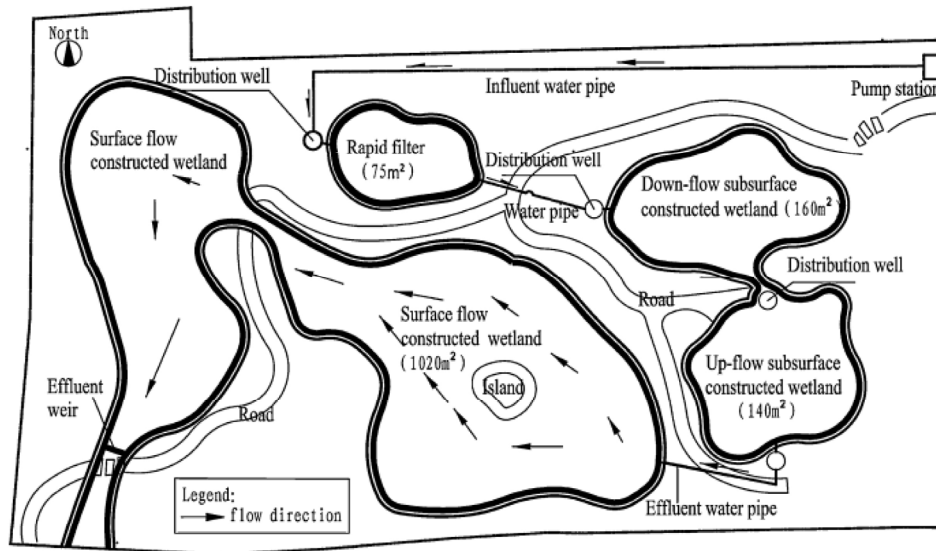 North
Distribution well
Influent water pipe
Pump station
Surface flow
constructed wetland
Rapid filter
(75m²)
Distribution well
Water pipe
Down-flow subsurface
constructed wetland (160m²)
Distribution well
Road
Surface flow
constructed wetland
(1020m²)
Island
Up-flow subsurface
constructed wetland
(140m²)
Effluent
weir
Road
Legend:
flow direction
Effluent water pipe